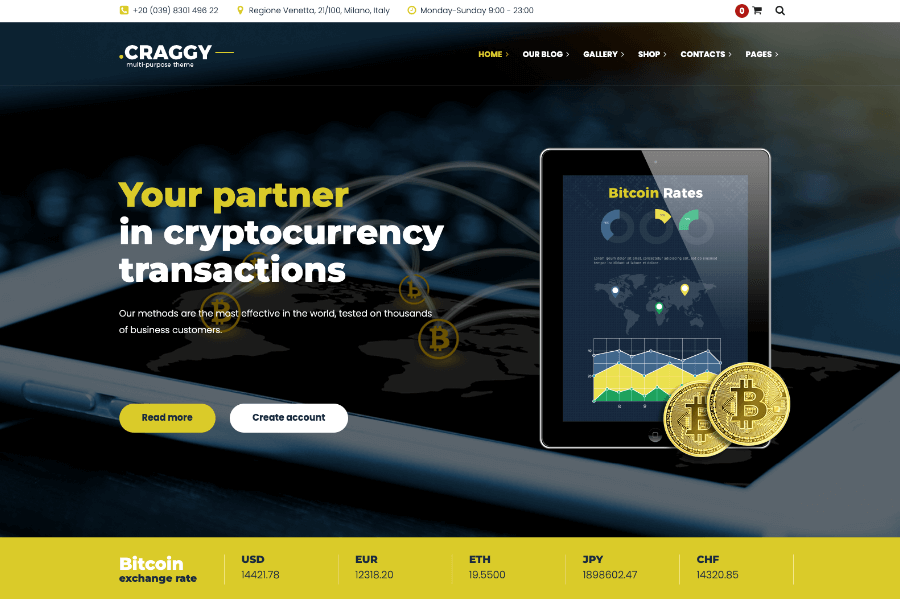 +20 (039) 8301 496 22
Regione Venetta, 21/100, Milano, Italy
Monday-Sunday 9:00 - 23:00
0
.CRAGGY
multi-purpose theme
HOME
OUR BLOG
GALLERY
SHOP
CONTACTS
PAGES
Your partner
in cryptocurrency
transactions
Our methods are the most effective in the world, tested on thousands
of business customers.
Read more
Create account
Bitcoin Rates
Bitcoin
exchange rate
USD
14421.78
EUR
12318.20
ETH
19.5500
JPY
1898602.47
CHF
14320.85